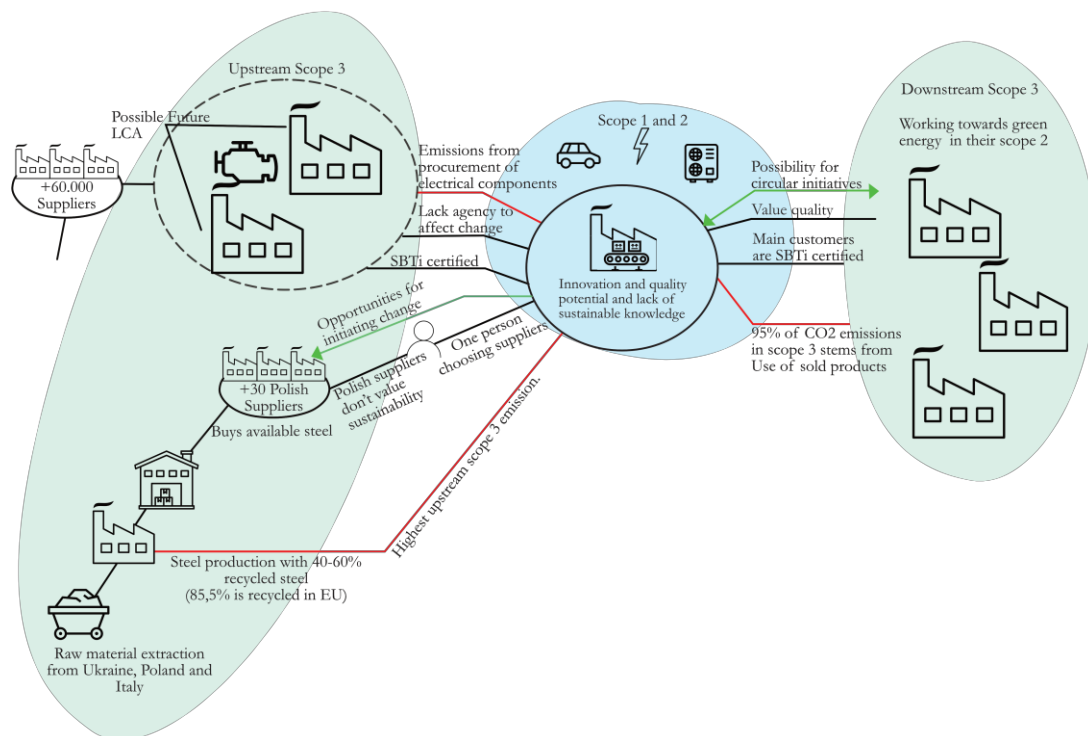 Upstream Scope 3
Possible Future
LCA
+60.000
Suppliers
Emissions from
procurement of
electrical components
Lack agency to
affect change
SBTi certified
Opportunities for
initiating change
One person
choosing suppliers
Polish suppliers
don't value
sustainability
+30 Polish
Suppliers
Buys available steel
Highest upstream scope 3 emission.
Steel production with 40-60%
recycled steel
(85,5% is recycled in EU)
Raw material extraction
from Ukraine, Poland and
Italy
Scope 1 and 2
Innovation and quality
potential and lack of
sustainable knowledge
Possibility for
circular initiatives
Value quality
Main customers
are SBTi certified
95% of CO2 emissions
in scope 3 stems from
Use of sold products
Downstream Scope 3
Working towards green
energy in their scope 2